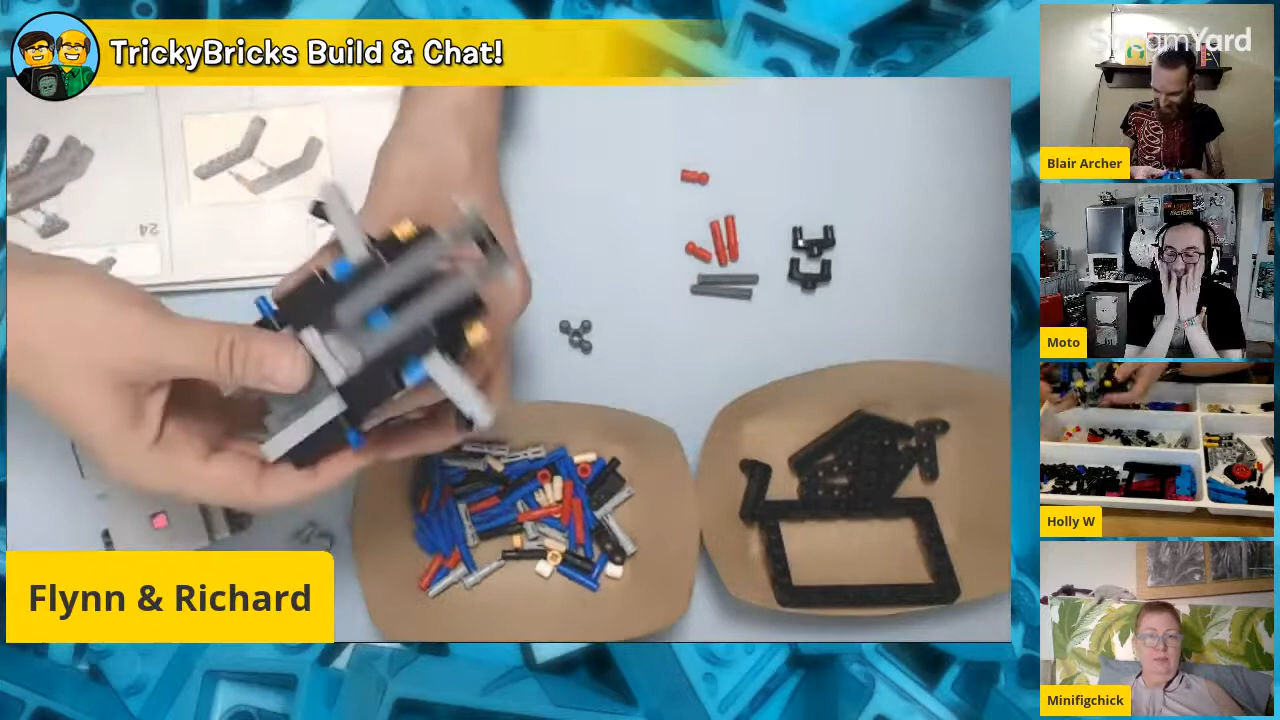 TrickyBricks Build & Chat!
StreamYard
Blair Archer
24
Moto
Holly W
Flynn & Richard
Minifigchick